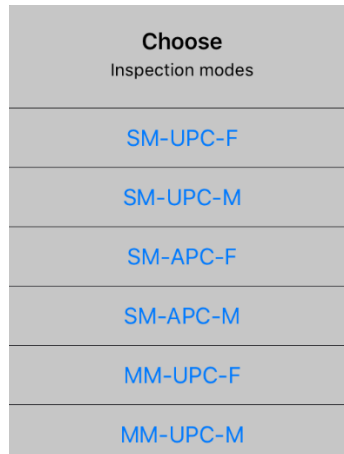 Choose
Inspection modes
SM-UPC-F
SM-UPC-M
SM-APC-F
SM-APC-M
MM-UPC-F
MM-UPC-M